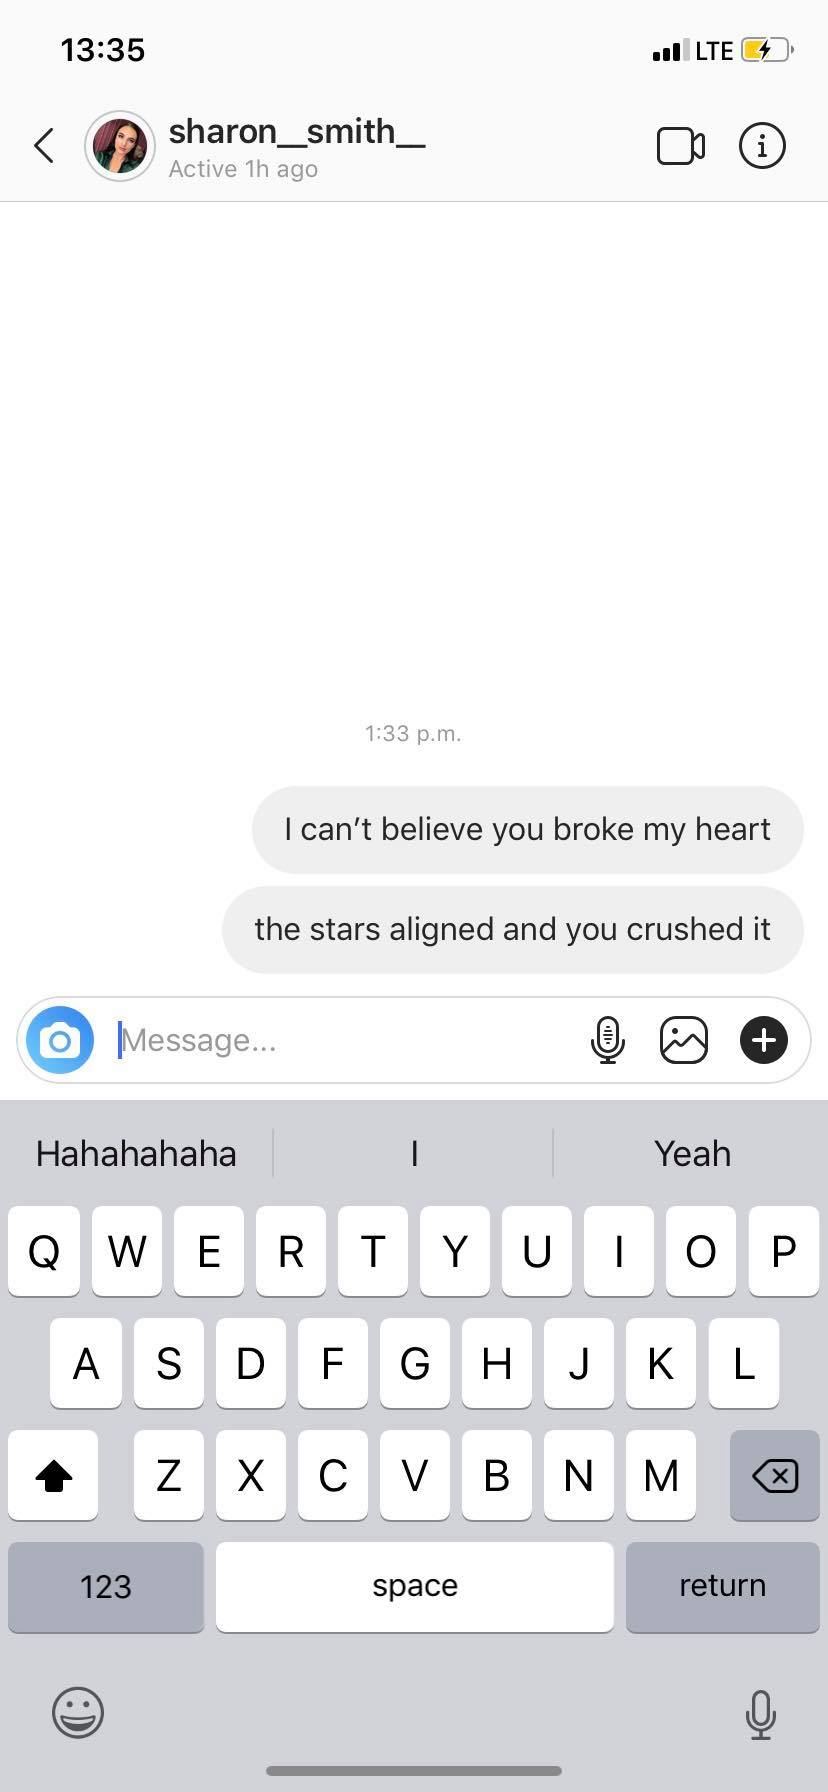 13:35 LTE
sharon__smith__
Active 1h ago
1:33 p.m.
I can’t believe you broke my heart
the stars aligned and you crushed it
Message...
Hahahahaha I Yeah
Q W E R T Y U I O P
A S D F G H J K L
Z X C V B N M
123 space return